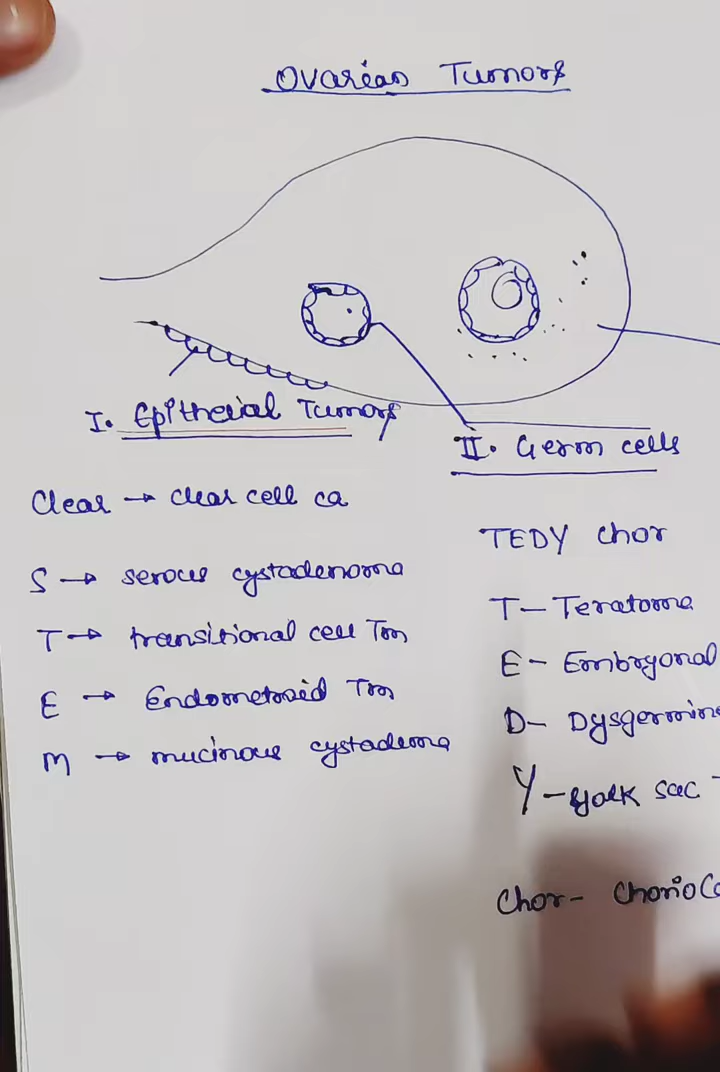 Ovarian Tumors
I. Epithelial Tumors
Clear → clear cell ca
S → serous cystadenoma
T → transitional cell Tm
E → Endometroid Tm
M → mucinous cystadenoma
II. Germ cells
TEDY chor
T - Teratoma
E - Embryonal
D - Dysgermin
Y - yolk sac
Chor - ChorioCa